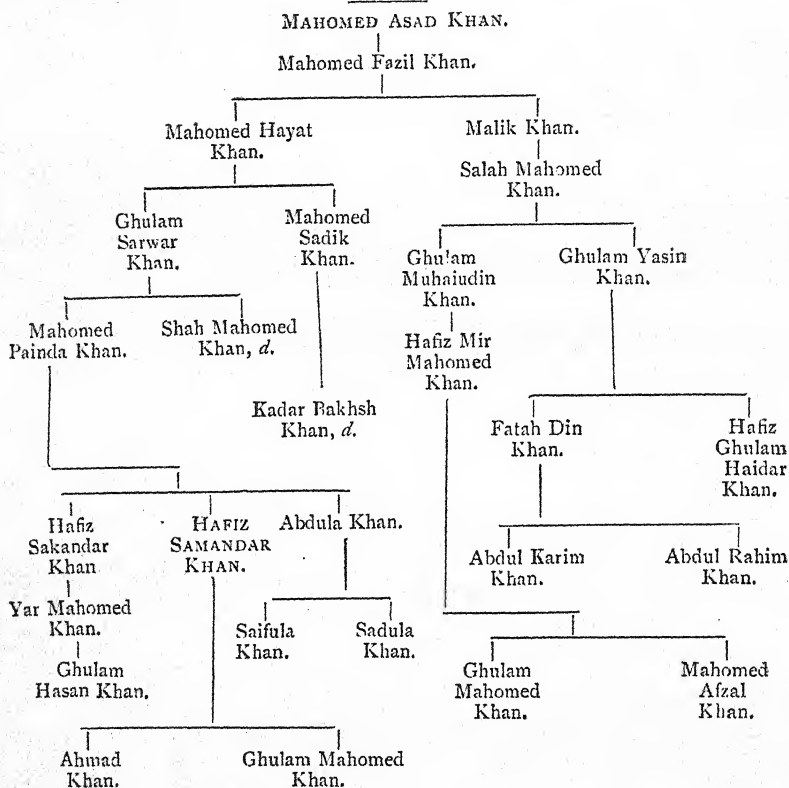 MAHOMED ASAD KHAN.
Mahomed Fazil Khan.
Mahomed Hayat
Khan.
Malik Khan.
Salah Mahomed
Khan.
Ghulam
Sarwar
Khan.
Mahomed
Sadik
Khan.
Ghulam
Muhaiudin
Khan.
Ghulam Yasin
Khan.
Mahomed
Painda Khan.
Shah Mahomed
Khan, d.
Hafiz Mir
Mahomed
Khan.
Kadar Bakhsh
Khan, d.
Fatah Din
Khan.
Hafiz
Ghulam
Haidar
Khan.
Hafiz
Sakandar
Khan
HAFIZ
SAMANDAR
KHAN.
Abdula Khan.
Abdul Karim
Khan.
Abdul Rahim
Khan.
Yar Mahomed
Khan.
Saifula
Khan.
Sadula
Khan.
Ghulam
Hasan Khan.
Ghulam
Mahomed
Khan.
Mahomed
Afzal
Khan.
Ahmad
Khan.
Ghulam Mahomed
Khan.